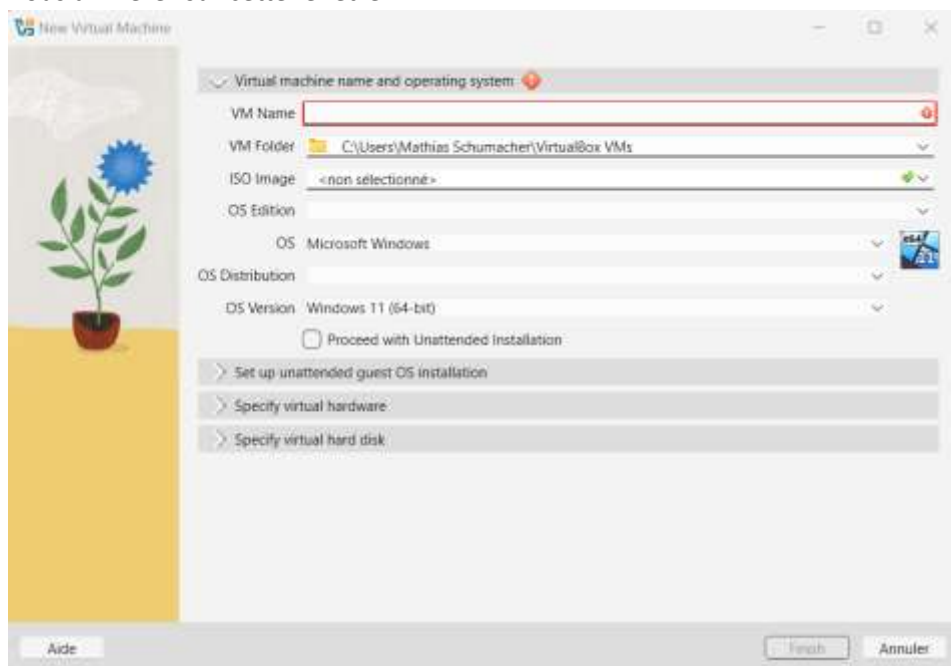 New Virtual Machine
Virtual machine name and operating system
VM Name
VM Folder C:\Users\Mathias Schumacher\VirtualBox VMs
ISO Image <non sélectionné>
OS Edition
OS Microsoft Windows
OS Distribution
OS Version Windows 11 (64-bit)
Proceed with Unattended Installation
Set up unattended guest OS installation
Specify virtual hardware
Specify virtual hard disk
Aide Finish Annuler